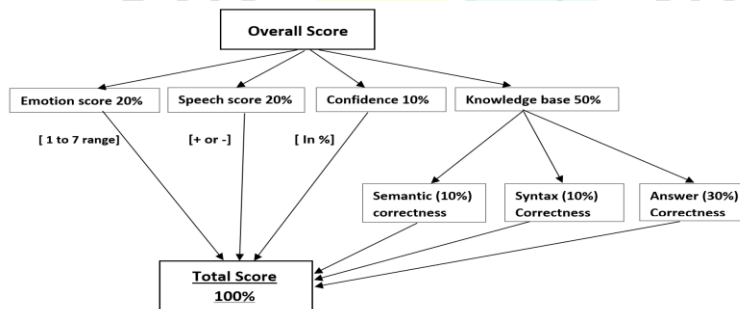 Overall Score
Emotion score 20%
Speech score 20%
Confidence 10%
Knowledge base 50%
[ 1 to 7 range]
[+ or -]
[ In %]
Semantic (10%)
correctness
Syntax (10%)
Correctness
Answer (30%)
Correctness
Total Score
100%